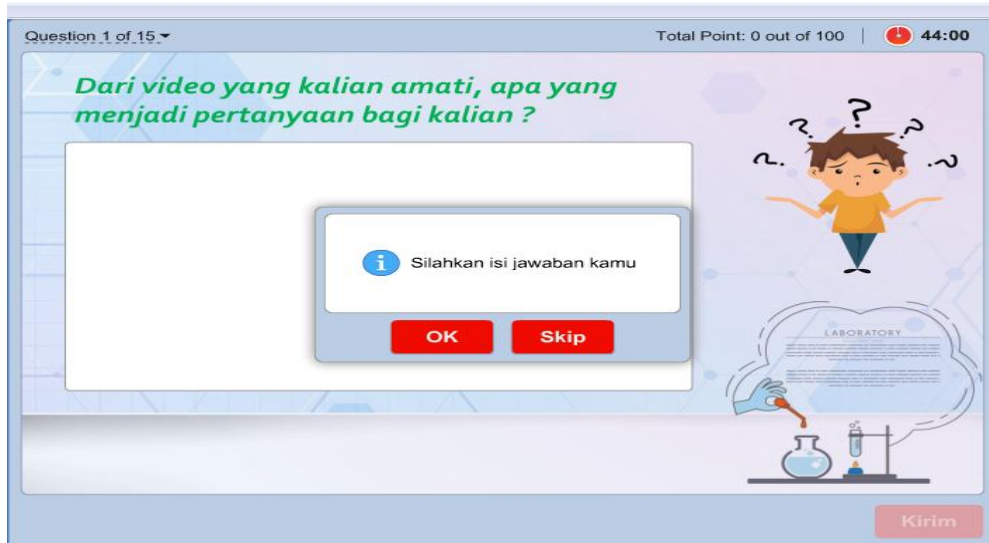 Question 1 of 15
Total Point: 0 out of 100 | 44:00
Dari video yang kalian amati, apa yang
menjadi pertanyaan bagi kalian ?
Silahkan isi jawaban kamu
OK
Skip
LABORATORY
Kirim